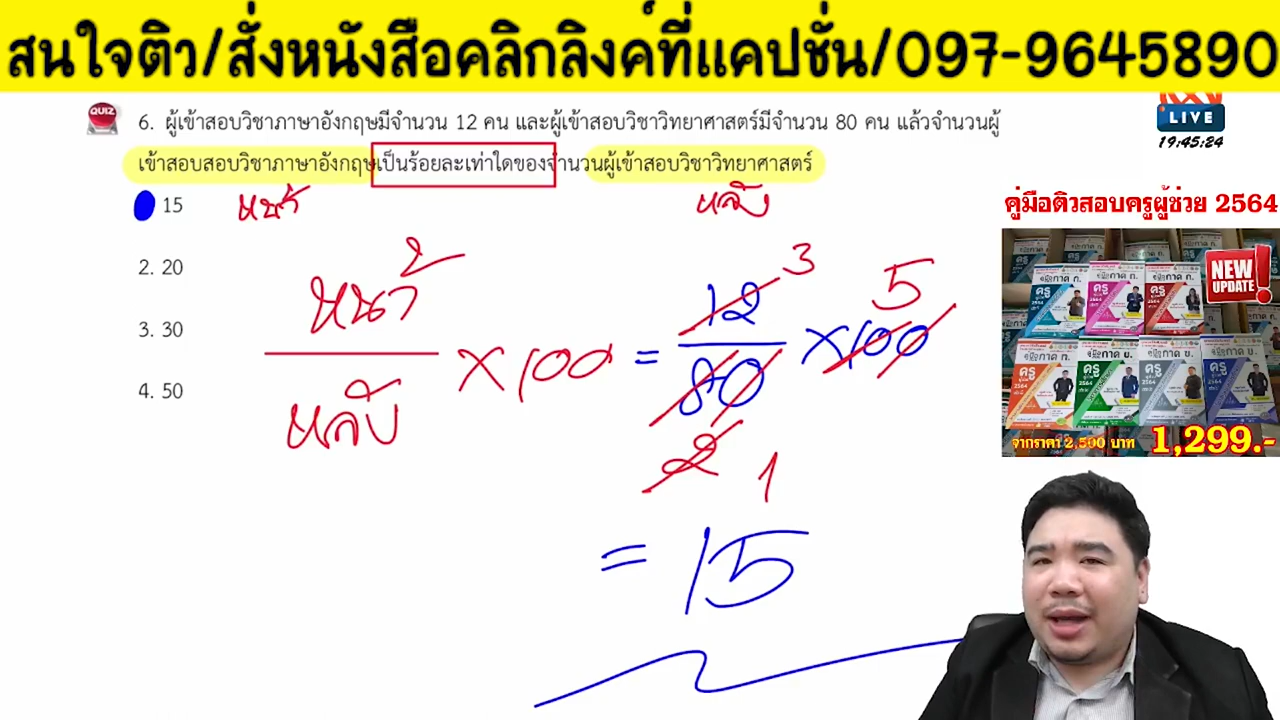 สนใจติว/สั่งหนังสือคลิกลิงค์ที่แคปชั่น/097-9645890
QUIZ
6. ผู้เข้าสอบวิชาภาษาอังกฤษมีจำนวน 12 คน และผู้เข้าสอบวิชาวิทยาศาสตร์มีจำนวน 80 คน แล้วจำนวนผู้
เข้าสอบสอบวิชาภาษาอังกฤษเป็นร้อยละเท่าใดของจำนวนผู้เข้าสอบวิชาวิทยาศาสตร์
15
2. 20
3. 30
4. 50
หน้า
หลัง
หน้า
หลัง
×100 =
12
80
×100
3
5
2
1
= 15
LIVE
19:45:24
คู่มือติวสอบครูผู้ช่วย 2564
NEW
UPDATE
จากราคา 2,500 บาท 1,299.-